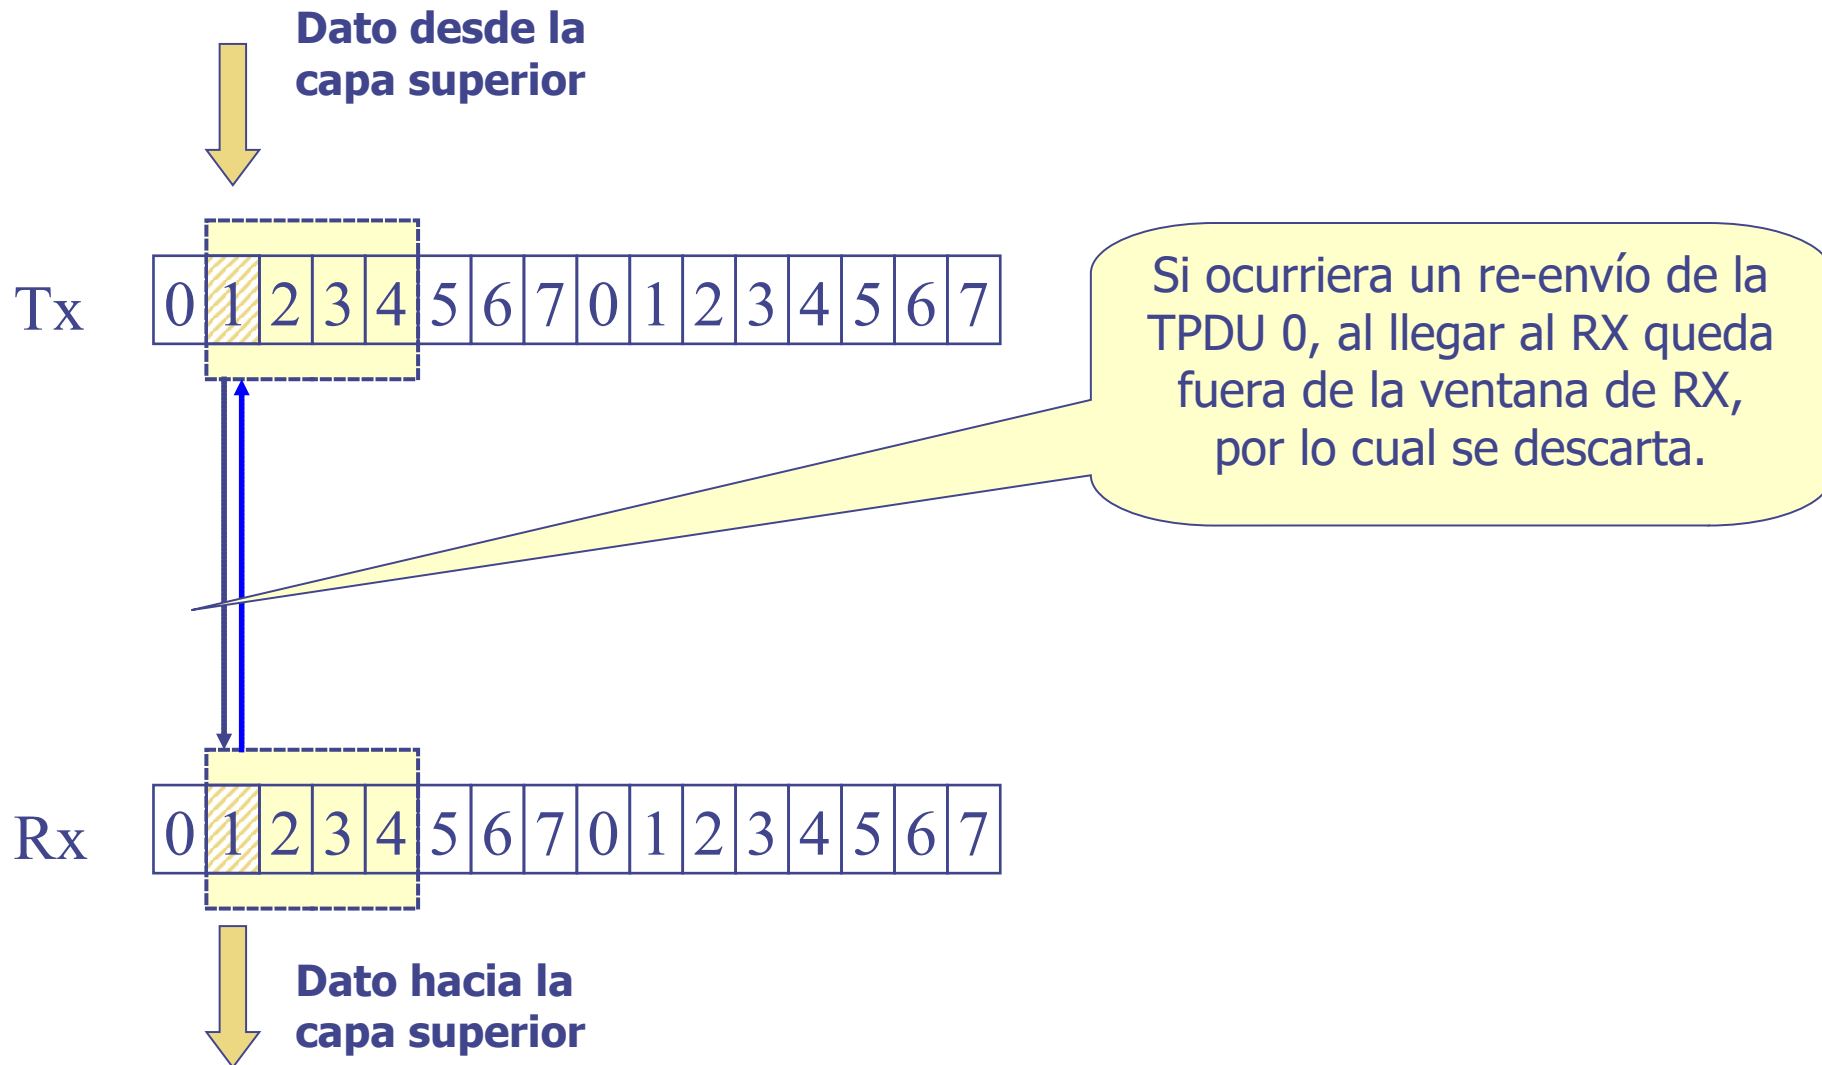 Dato desde la
capa superior
Tx
0 1 2 3 4 5 6 7 0 1 2 3 4 5 6 7
Si ocurriera un re-envío de la
TPDU 0, al llegar al RX queda
fuera de la ventana de RX,
por lo cual se descarta.
Rx
0 1 2 3 4 5 6 7 0 1 2 3 4 5 6 7
Dato hacia la
capa superior